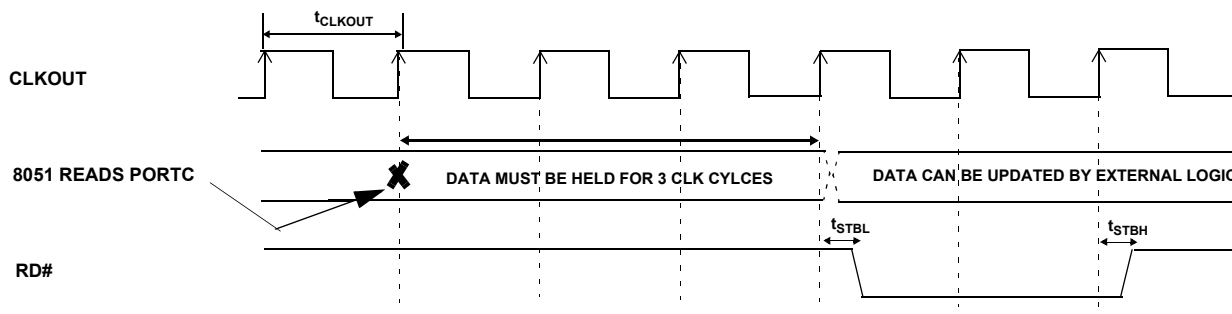 tCLKOUT
CLKOUT
8051 READS PORTC
DATA MUST BE HELD FOR 3 CLK CYLCES
DATA CAN BE UPDATED BY EXTERNAL LOGIC
tSTBL
tSTBH
RD#